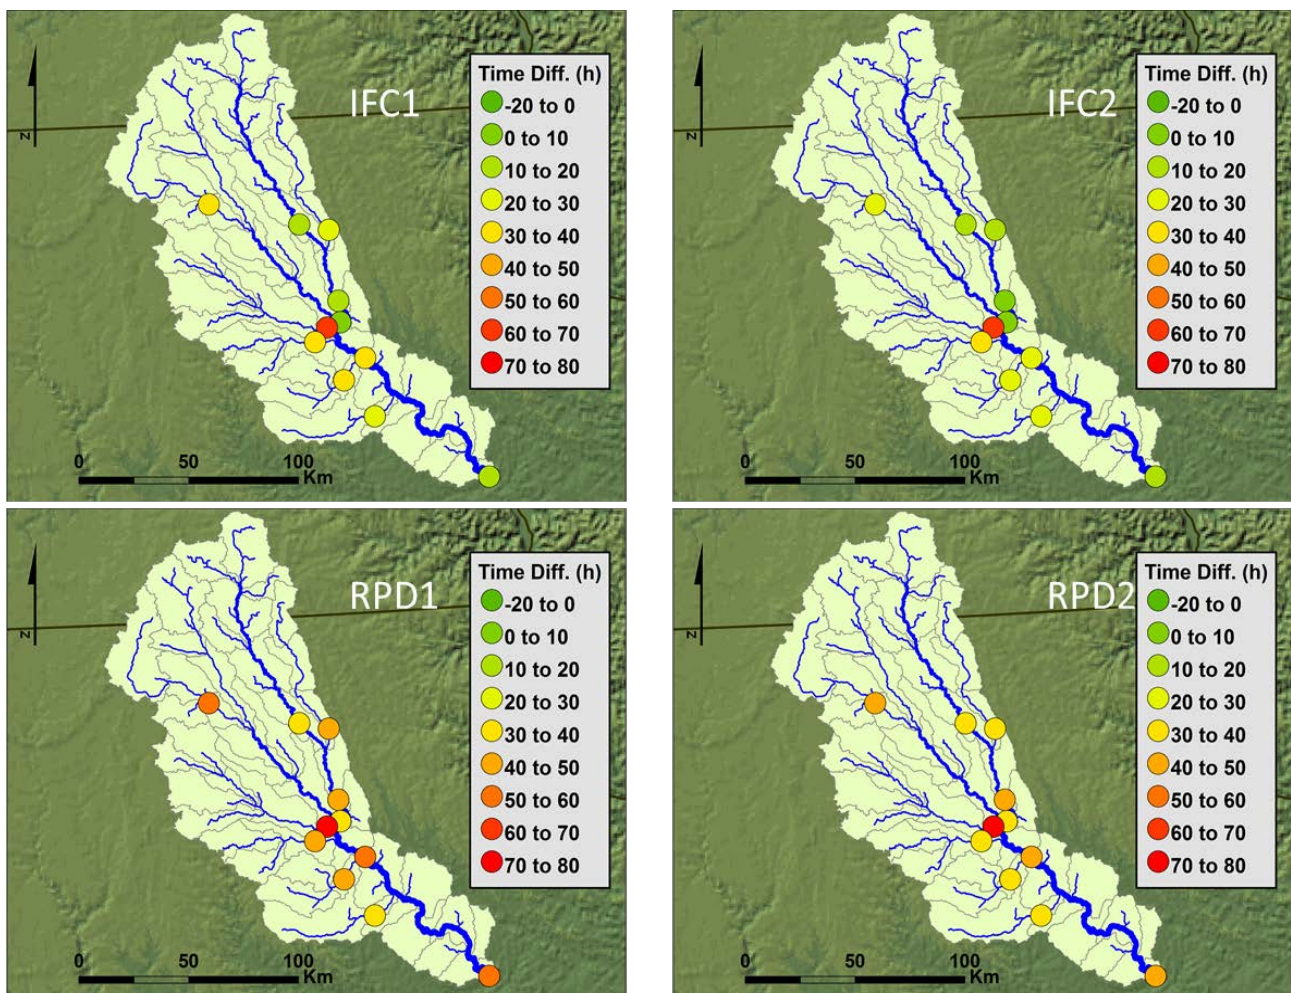 IFC1
Time Diff. (h)
-20 to 0
0 to 10
10 to 20
20 to 30
30 to 40
40 to 50
50 to 60
60 to 70
70 to 80
N
0 50 100
Km
IFC2
Time Diff. (h)
-20 to 0
0 to 10
10 to 20
20 to 30
30 to 40
40 to 50
50 to 60
60 to 70
70 to 80
N
0 50 100
Km
RPD1
Time Diff. (h)
-20 to 0
0 to 10
10 to 20
20 to 30
30 to 40
40 to 50
50 to 60
60 to 70
70 to 80
N
0 50 100
Km
RPD2
Time Diff. (h)
-20 to 0
0 to 10
10 to 20
20 to 30
30 to 40
40 to 50
50 to 60
60 to 70
70 to 80
N
0 50 100
Km